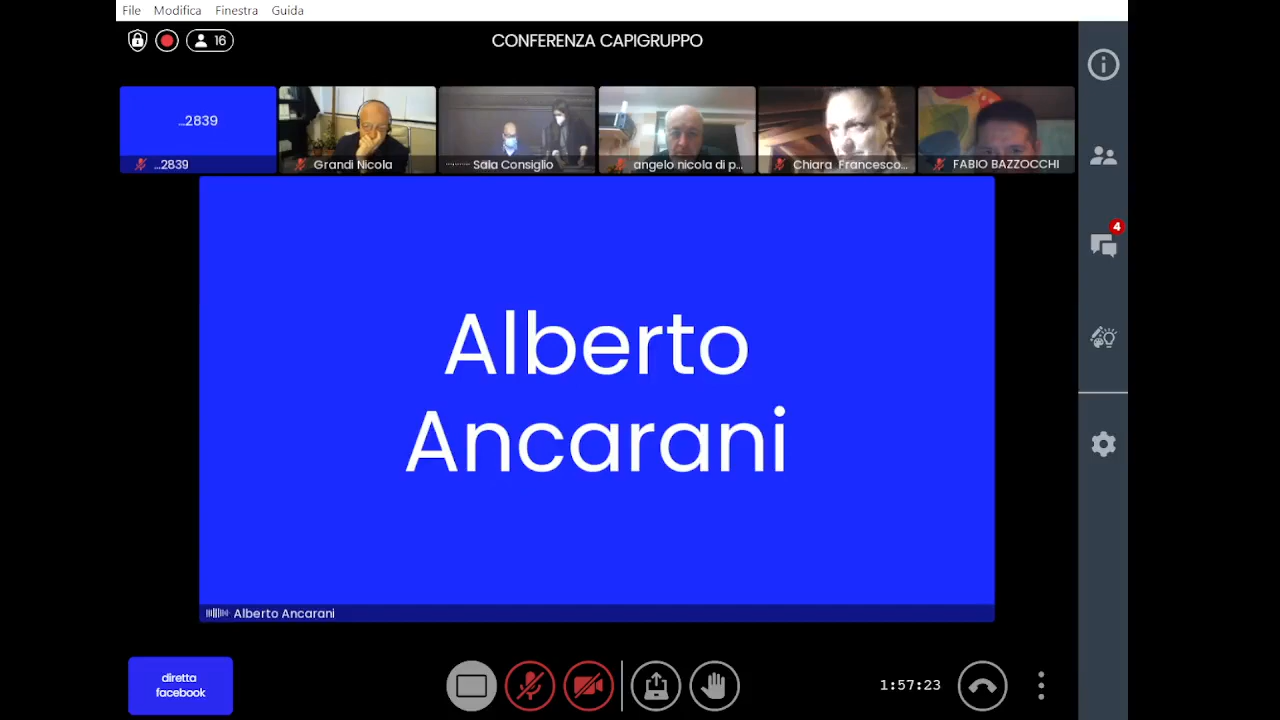 File Modifica Finestra Guida
16
CONFERENZA CAPIGRUPPO
...2839
...2839
Grandi Nicola
Sala Consiglio
angelo nicola di p...
Chiara Francesco...
FABIO BAZZOCCHI
4
Alberto
Ancarani
Alberto Ancarani
diretta
facebook
1:57:23